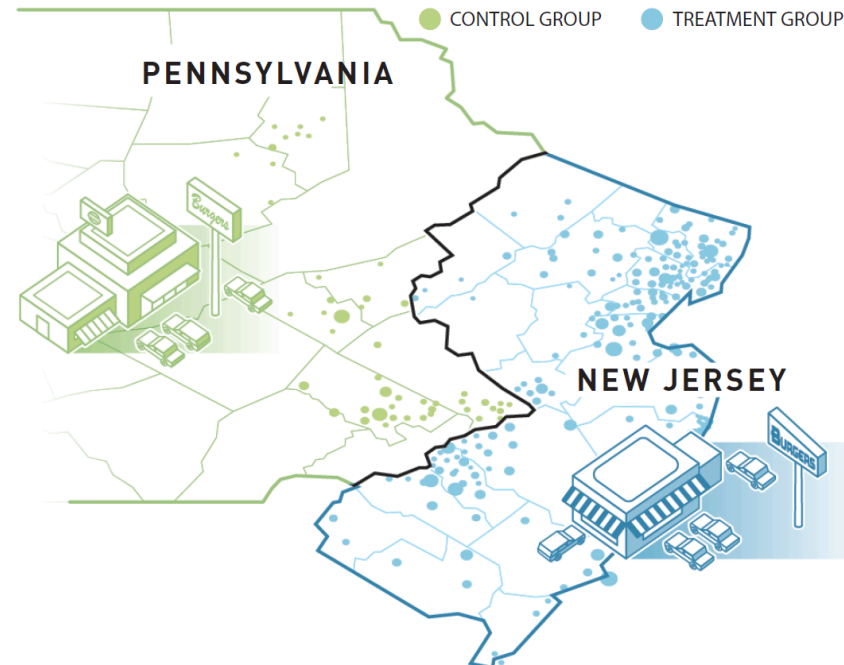 CONTROL GROUP
TREATMENT GROUP
PENNSYLVANIA
Burgers
NEW JERSEY
BURGERS